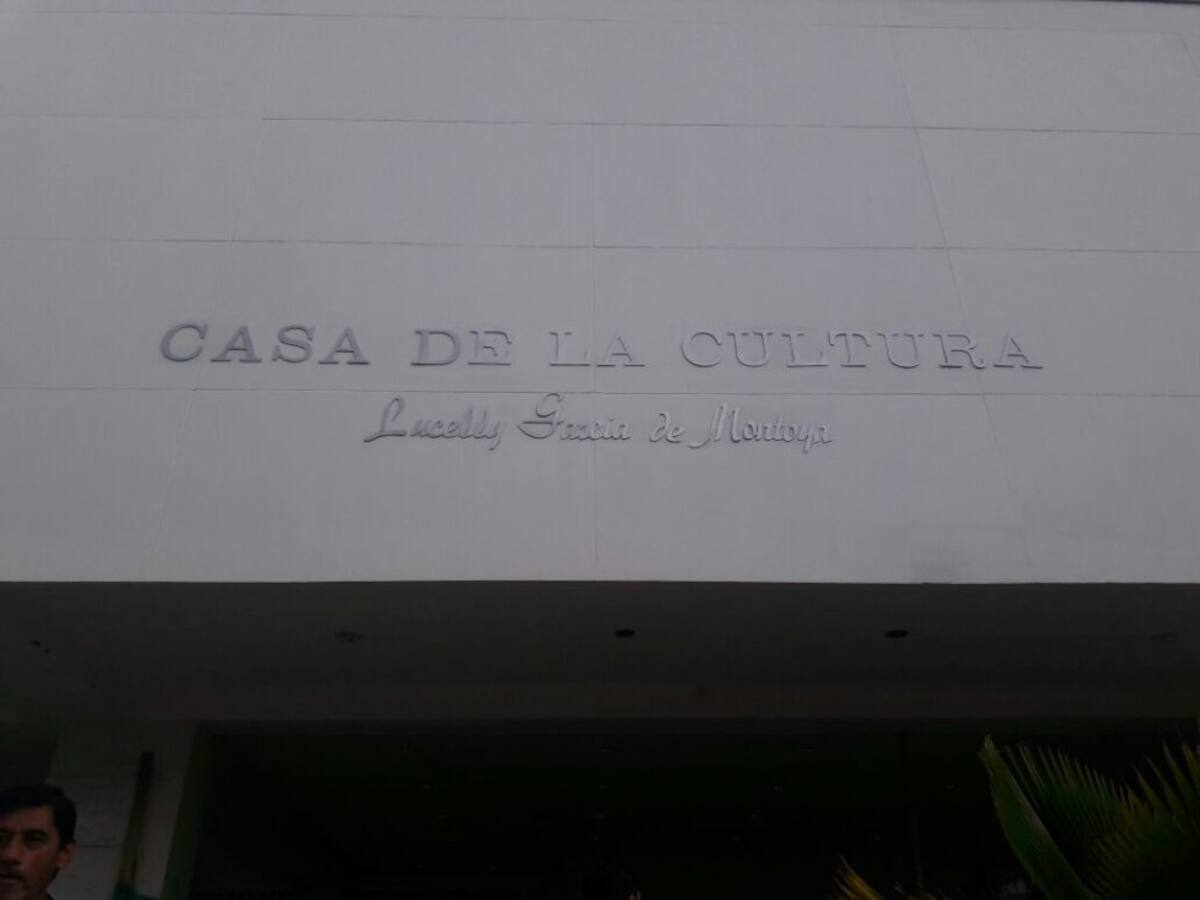 CASA DE LA CULTURA
Lucelly Garcia de Montoya